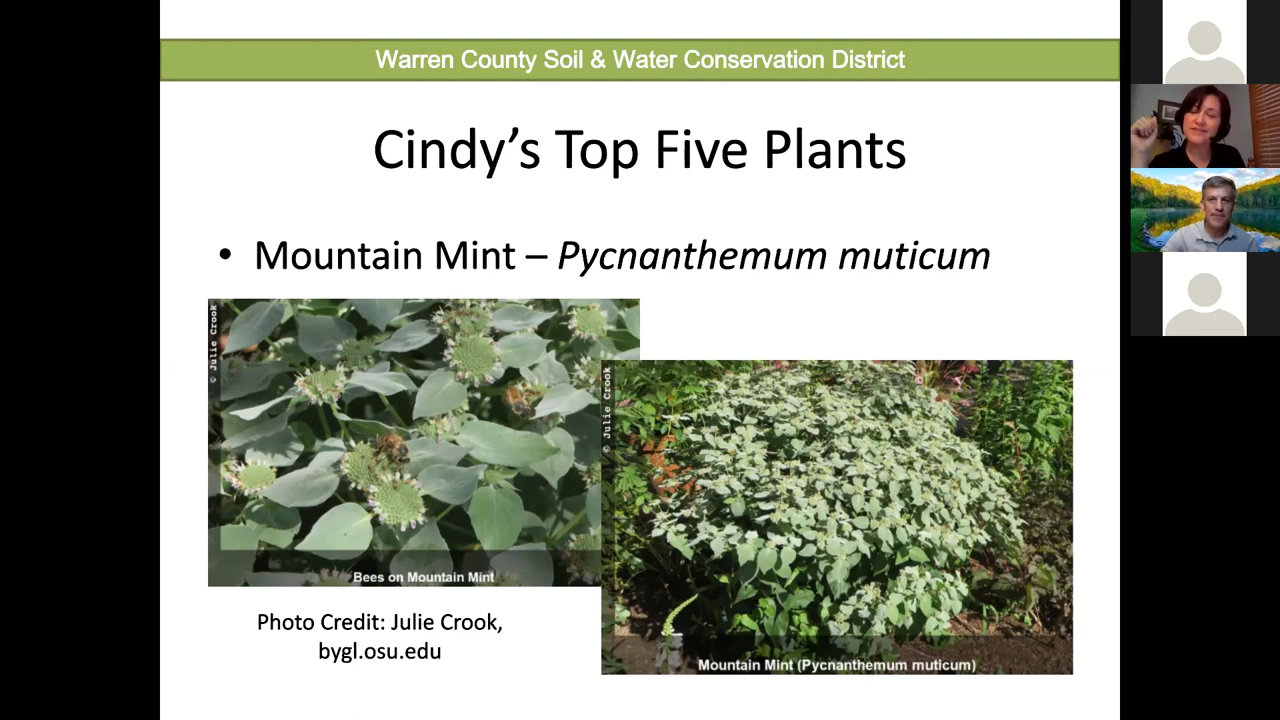 Warren County Soil & Water Conservation District
Cindy’s Top Five Plants
• Mountain Mint – Pycnanthemum muticum
© Julie Crook
Bees on Mountain Mint
© Julie Crook
Mountain Mint (Pycnanthemum muticum)
Photo Credit: Julie Crook,
bygl.osu.edu